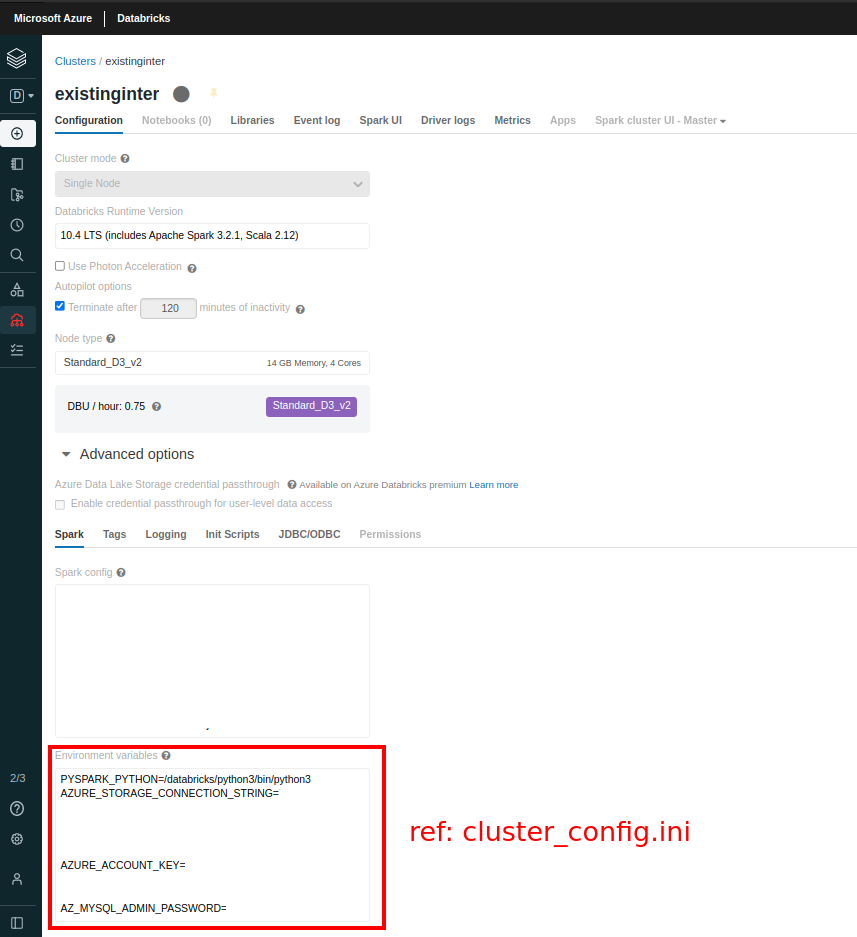 Microsoft Azure | Databricks
Clusters / existinginter
D
existinginter
Configuration Notebooks (0) Libraries Event log Spark UI Driver logs Metrics Apps Spark cluster UI - Master
Cluster mode ?
Single Node
Databricks Runtime Version
10.4 LTS (includes Apache Spark 3.2.1, Scala 2.12)
Use Photon Acceleration ?
Autopilot options
Terminate after 120 minutes of inactivity ?
Node type ?
Standard_D3_v2 14 GB Memory, 4 Cores
DBU / hour: 0.75 ? Standard_D3_v2
Advanced options
Azure Data Lake Storage credential passthrough ? Available on Azure Databricks premium Learn more
Enable credential passthrough for user-level data access
Spark Tags Logging Init Scripts JDBC/ODBC Permissions
Spark config ?
Environment variables ?
2/3
PYSPARK_PYTHON=/databricks/python3/bin/python3
AZURE_STORAGE_CONNECTION_STRING=
ref: cluster_config.ini
AZURE_ACCOUNT_KEY=
AZ_MYSQL_ADMIN_PASSWORD=